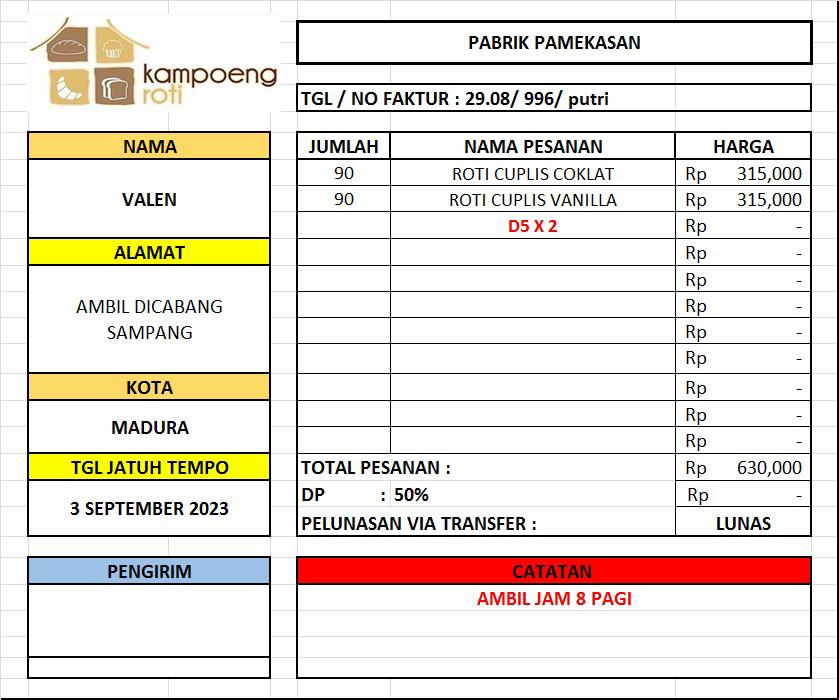 kampoeng
roti
PABRIK PAMEKASAN
TGL / NO FAKTUR : 29.08/ 996/ putri
NAMA
VALEN
ALAMAT
AMBIL DICABANG
SAMPANG
KOTA
MADURA
TGL JATUH TEMPO
3 SEPTEMBER 2023
PENGIRIM
JUMLAH NAMA PESANAN HARGA
90 ROTI CUPLIS COKLAT Rp 315,000
90 ROTI CUPLIS VANILLA Rp 315,000
D5 X 2 Rp -
Rp -
Rp -
Rp -
Rp -
Rp -
Rp -
Rp -
Rp -
TOTAL PESANAN : Rp 630,000
DP : 50% Rp -
PELUNASAN VIA TRANSFER : LUNAS
CATATAN
AMBIL JAM 8 PAGI